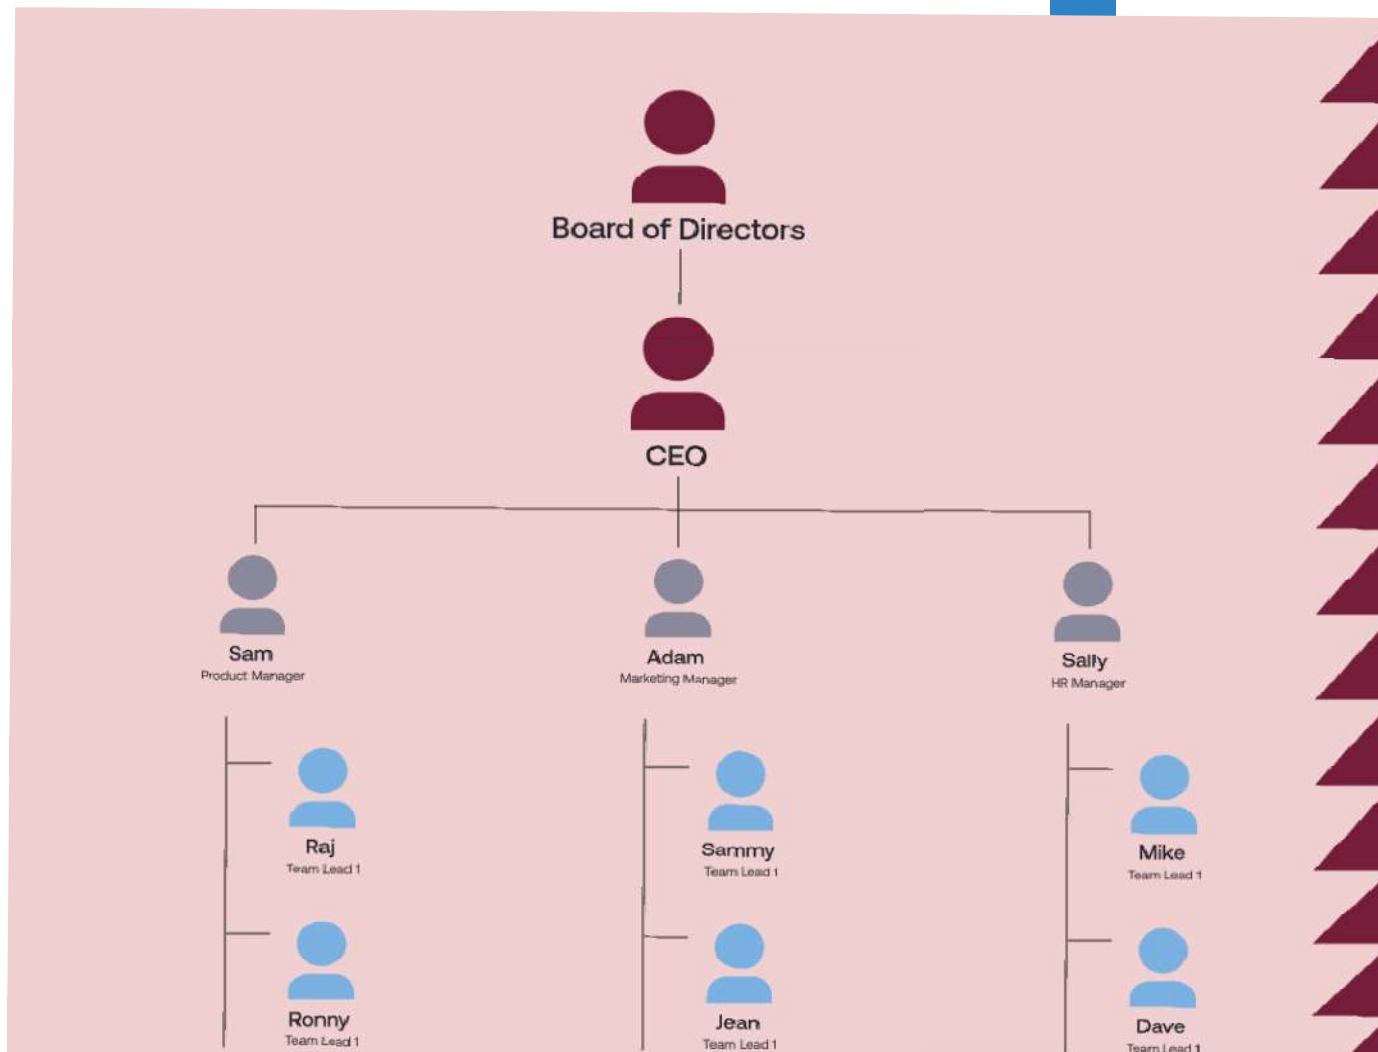 Board of Directors
CEO
Sam
Product Manager
Adam
Marketing Manager
Sally
HR Manager
Raj
Team Lead 1
Sammy
Team Lead 1
Mike
Team Lead 1
Ronny
Team Lead 1
Jean
Team Lead 1
Dave
Team Lead 1